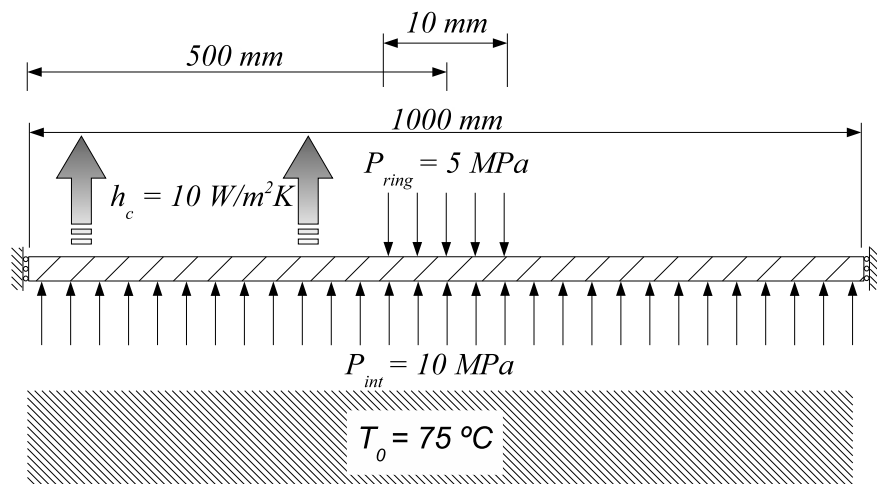 10 mm
500 mm
1000 mm
P_ring = 5 MPa
h_c = 10 W/m²K
P_int = 10 MPa
T_0 = 75 ºC